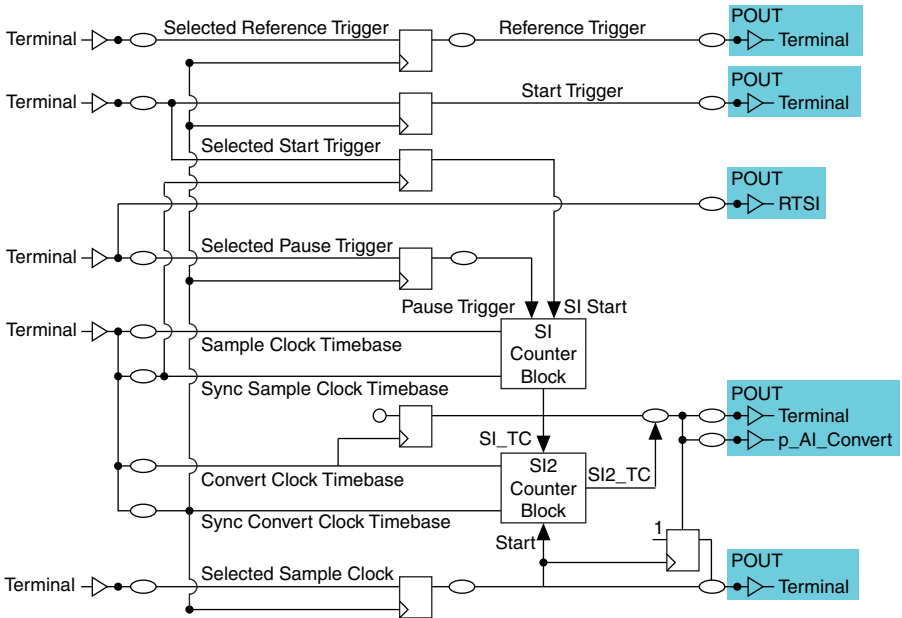 POUT
Terminal Selected Reference Trigger Reference Trigger Terminal
POUT
Terminal Start Trigger Terminal
Selected Start Trigger
POUT
RTSI
Terminal Selected Pause Trigger
Pause Trigger SI Start
Terminal SI
Sample Clock Timebase Counter
Block
Sync Sample Clock Timebase
POUT
Terminal
SI_TC p_AI_Convert
SI2
Convert Clock Timebase Counter SI2_TC
Block
Sync Convert Clock Timebase
Start 1
POUT
Terminal Selected Sample Clock Terminal